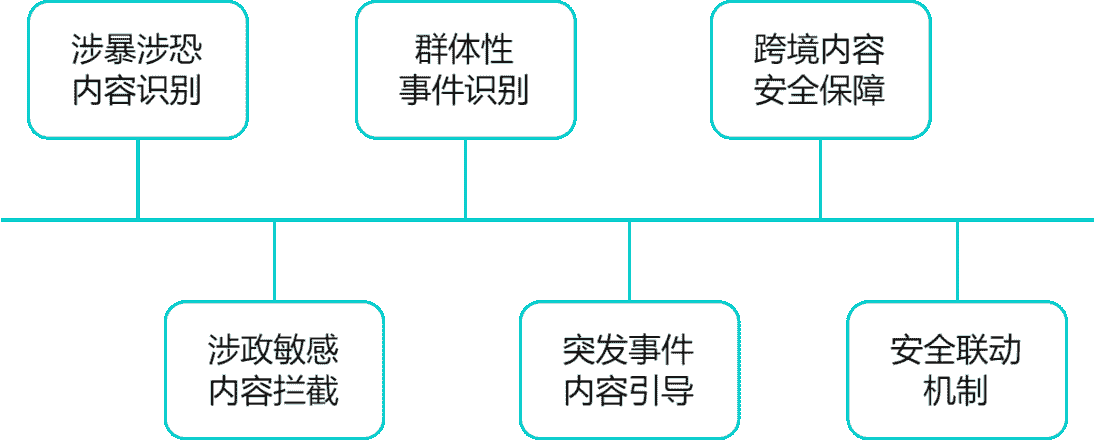 涉暴涉恐
内容识别
群体性
事件识别
跨境内容
安全保障
涉政敏感
内容拦截
突发事件
内容引导
安全联动
机制